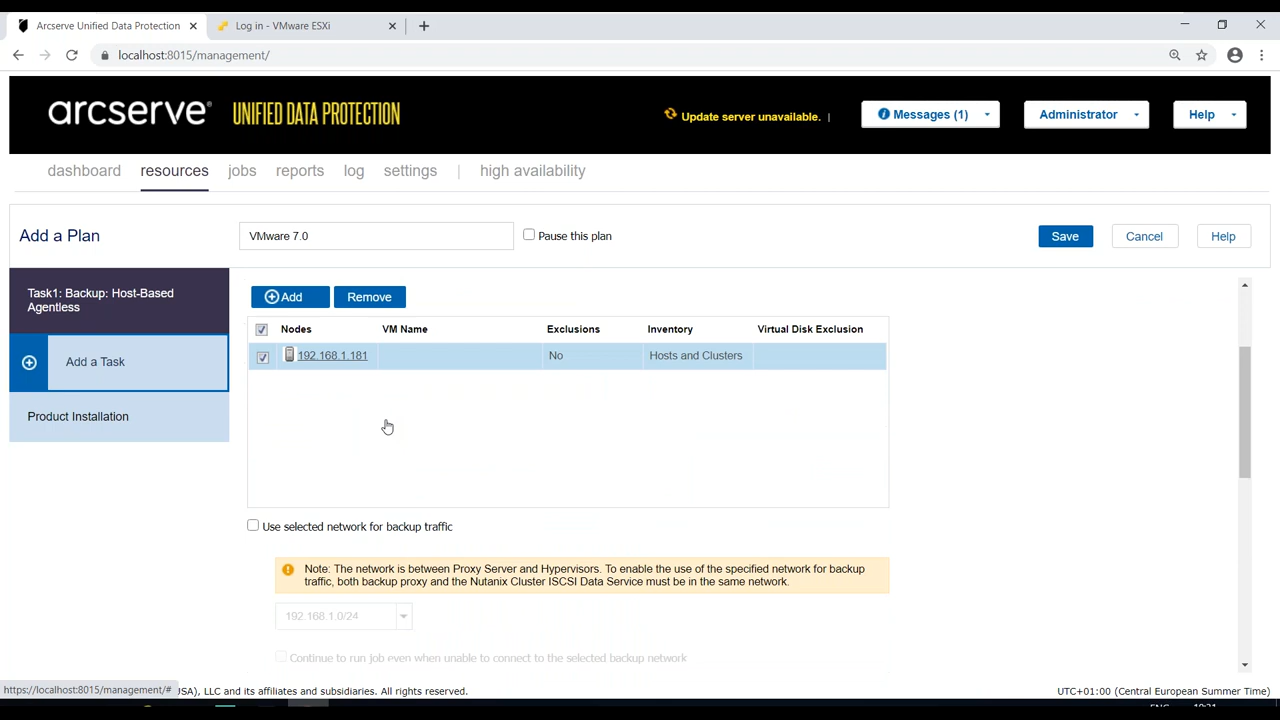 Arcserve Unified Data Protection
Log in - VMware ESXi
localhost:8015/management/
arcserve® UNIFIED DATA PROTECTION
Update server unavailable. |
Messages (1)
Administrator
Help
dashboard resources jobs reports log settings | high availability
Add a Plan
VMware 7.0
Pause this plan
Save
Cancel
Help
Task1: Backup: Host-Based
Agentless
Add a Task
Product Installation
Add
Remove
Nodes VM Name Exclusions Inventory Virtual Disk Exclusion
192.168.1.181 No Hosts and Clusters
Use selected network for backup traffic
Note: The network is between Proxy Server and Hypervisors. To enable the use of the specified network for backup
traffic, both backup proxy and the Nutanix Cluster ISCSI Data Service must be in the same network.
192.168.1.0/24
Continue to run job even when unable to connect to the selected backup network
https://localhost:8015/management/#
USA), LLC and its affiliates and subsidiaries. All rights reserved.
UTC+01:00 (Central European Summer Time)